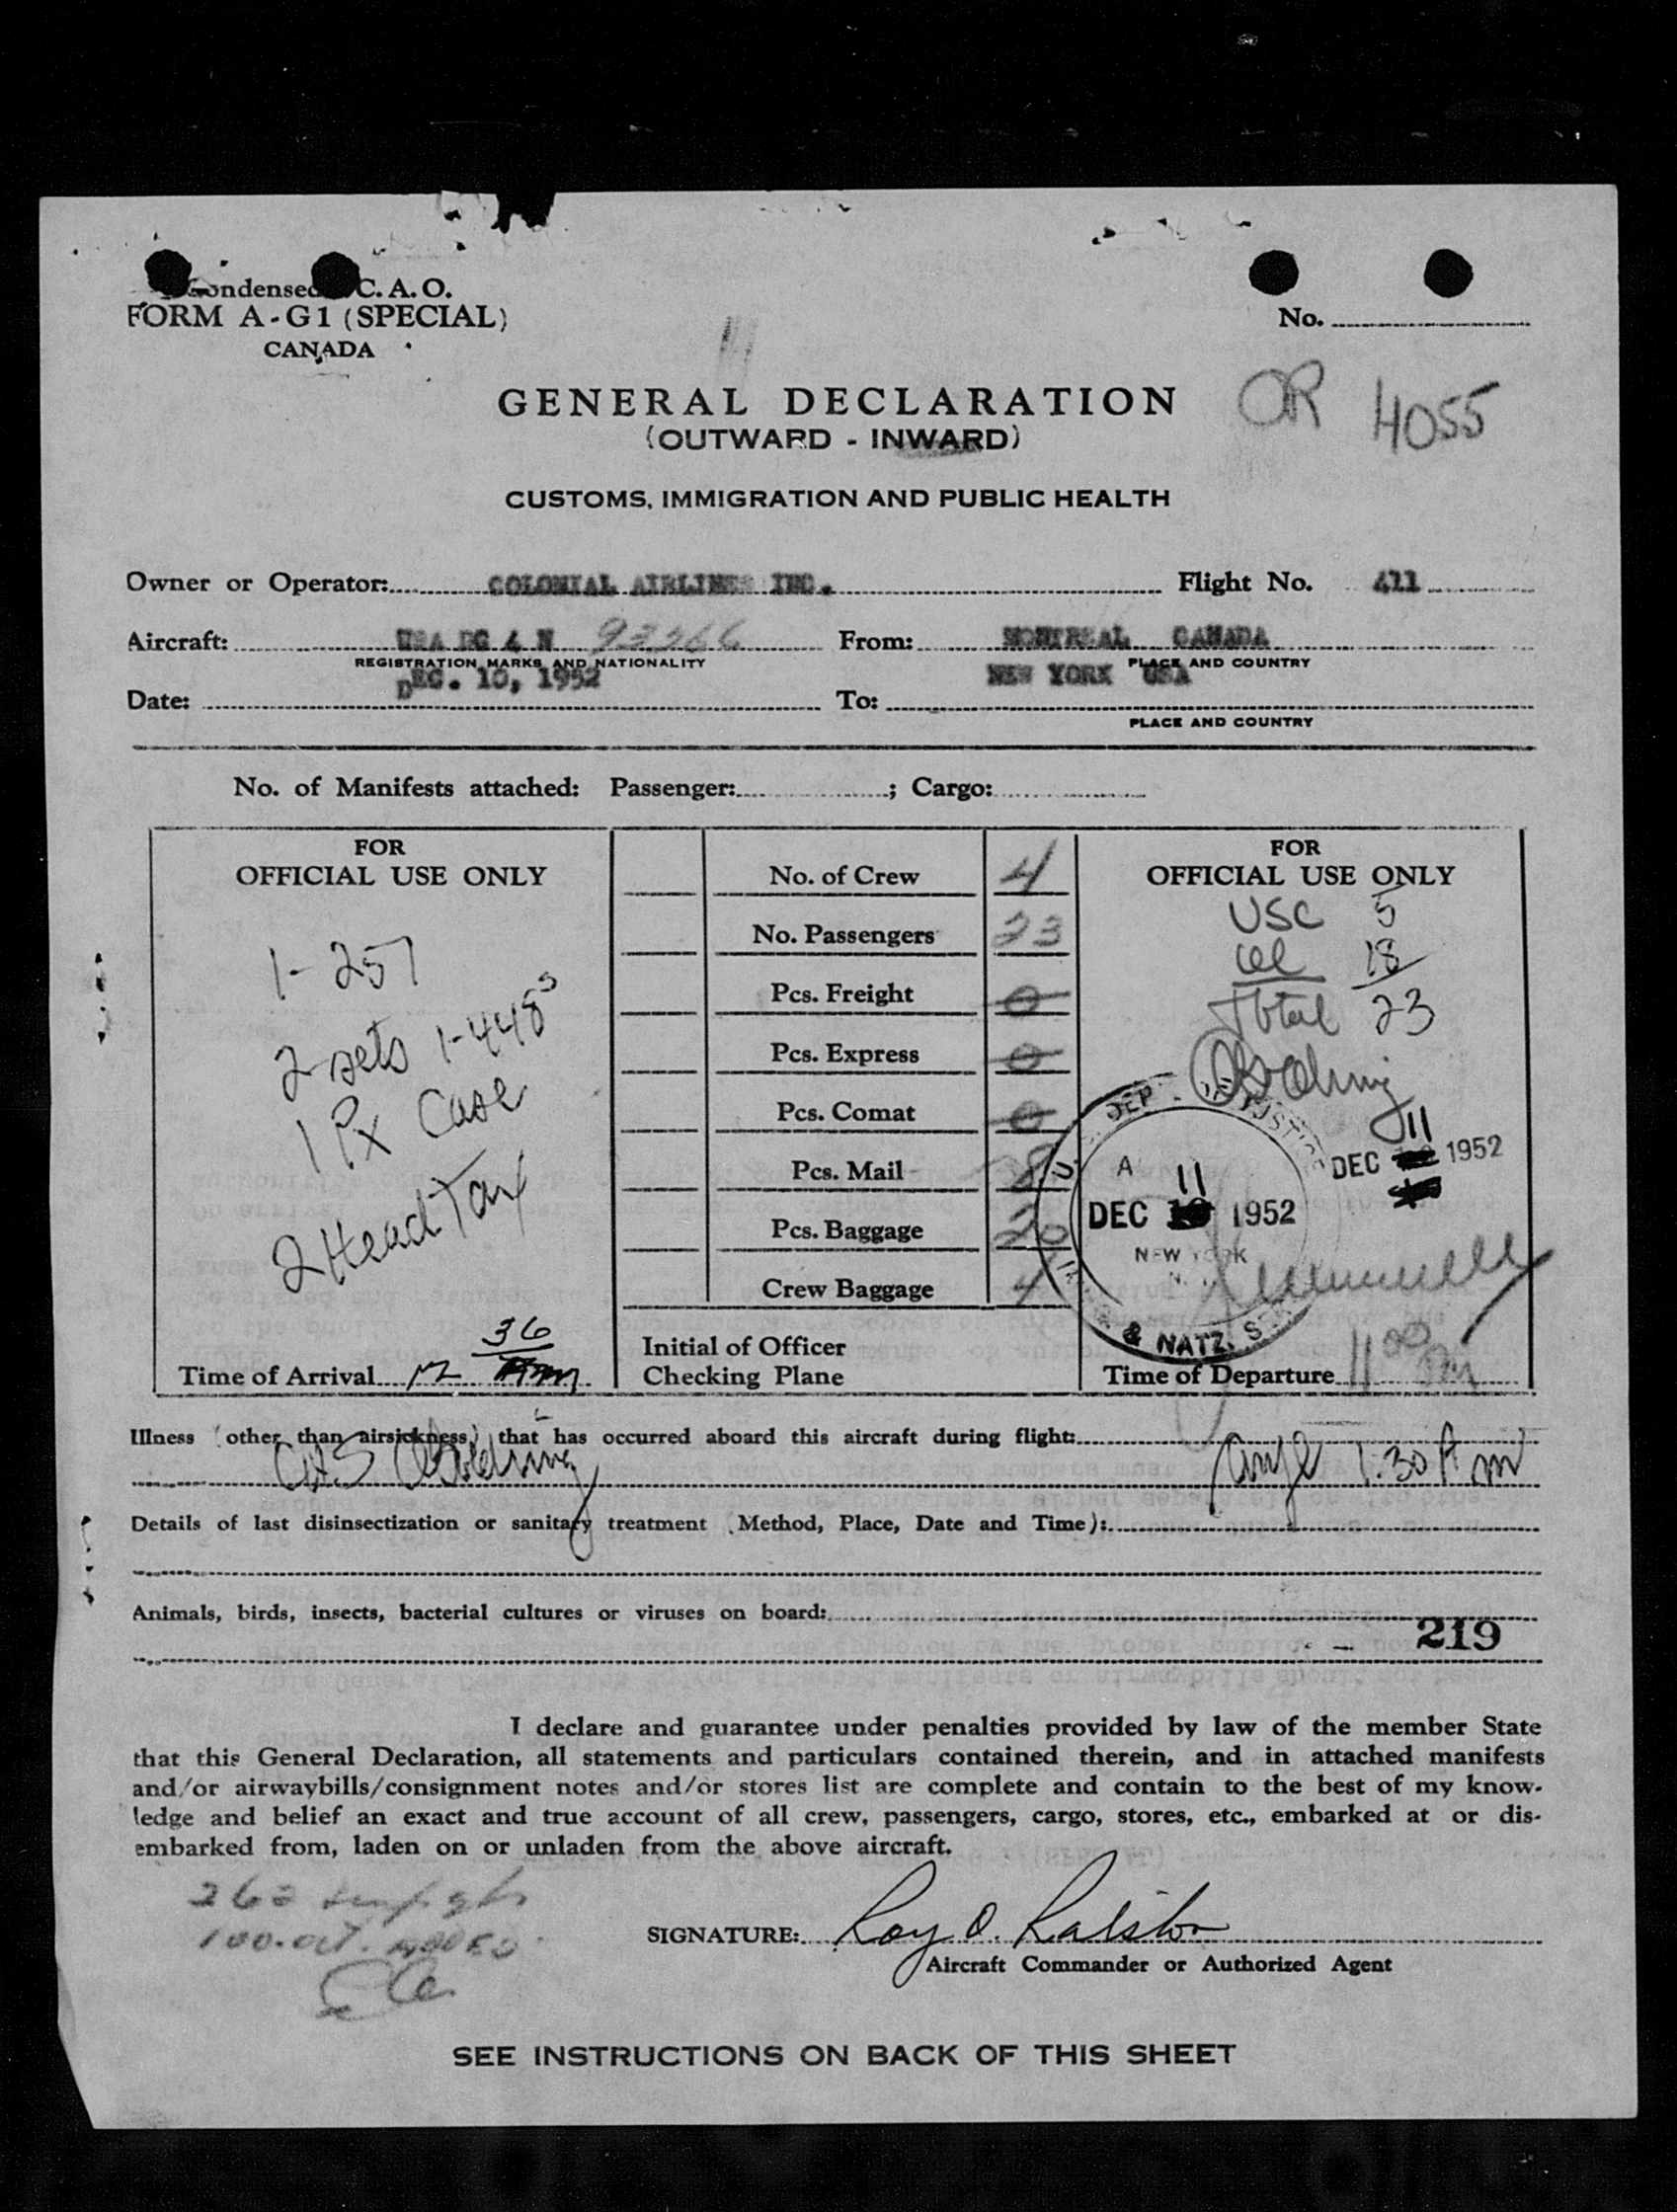 Condensed C. A. O.
FORM A-G1 (SPECIAL)
CANADA
No.
GENERAL DECLARATION
OR 4055
(OUTWARD - INWARD)
CUSTOMS, IMMIGRATION AND PUBLIC HEALTH
Owner or Operator: COLONIAL AIRLINES INC. Flight No. 411
Aircraft: USA DC 4 N From: MONTREAL CANADA
REGISTRATION MARKS AND NATIONALITY PLACE AND COUNTRY
Date: DEC. 10, 1952 To: NEW YORK USA
PLACE AND COUNTRY
No. of Manifests attached: Passenger: ; Cargo:
FOR
OFFICIAL USE ONLY
1-257
2 sets 1-448s
1 Px Case
2 Head Tax
Time of Arrival 12 36 Am
No. of Crew 4
No. Passengers 23
Pcs. Freight 0
Pcs. Express 0
Pcs. Comat 0
Pcs. Mail
Pcs. Baggage 20
Crew Baggage 4
Initial of Officer
Checking Plane
FOR
OFFICIAL USE ONLY
USC 5
18
Total 23
DEC 11 1952
U. S. DEPT. OF JUSTICE
A 11
DEC 10 1952
NEW YORK
N.Y.
& NATZ. S
Time of Departure 11 00 Pm
Illness (other than airsickness) that has occurred aboard this aircraft during flight:
1:30 A m
Details of last disinsectization or sanitary treatment (Method, Place, Date and Time):
Animals, birds, insects, bacterial cultures or viruses on board:
219
I declare and guarantee under penalties provided by law of the member State
that this General Declaration, all statements and particulars contained therein, and in attached manifests
and/or airwaybills/consignment notes and/or stores list are complete and contain to the best of my know-
ledge and belief an exact and true account of all crew, passengers, cargo, stores, etc., embarked at or dis-
embarked from, laden on or unladen from the above aircraft.
SIGNATURE: Roy O. Ralston
Aircraft Commander or Authorized Agent
SEE INSTRUCTIONS ON BACK OF THIS SHEET